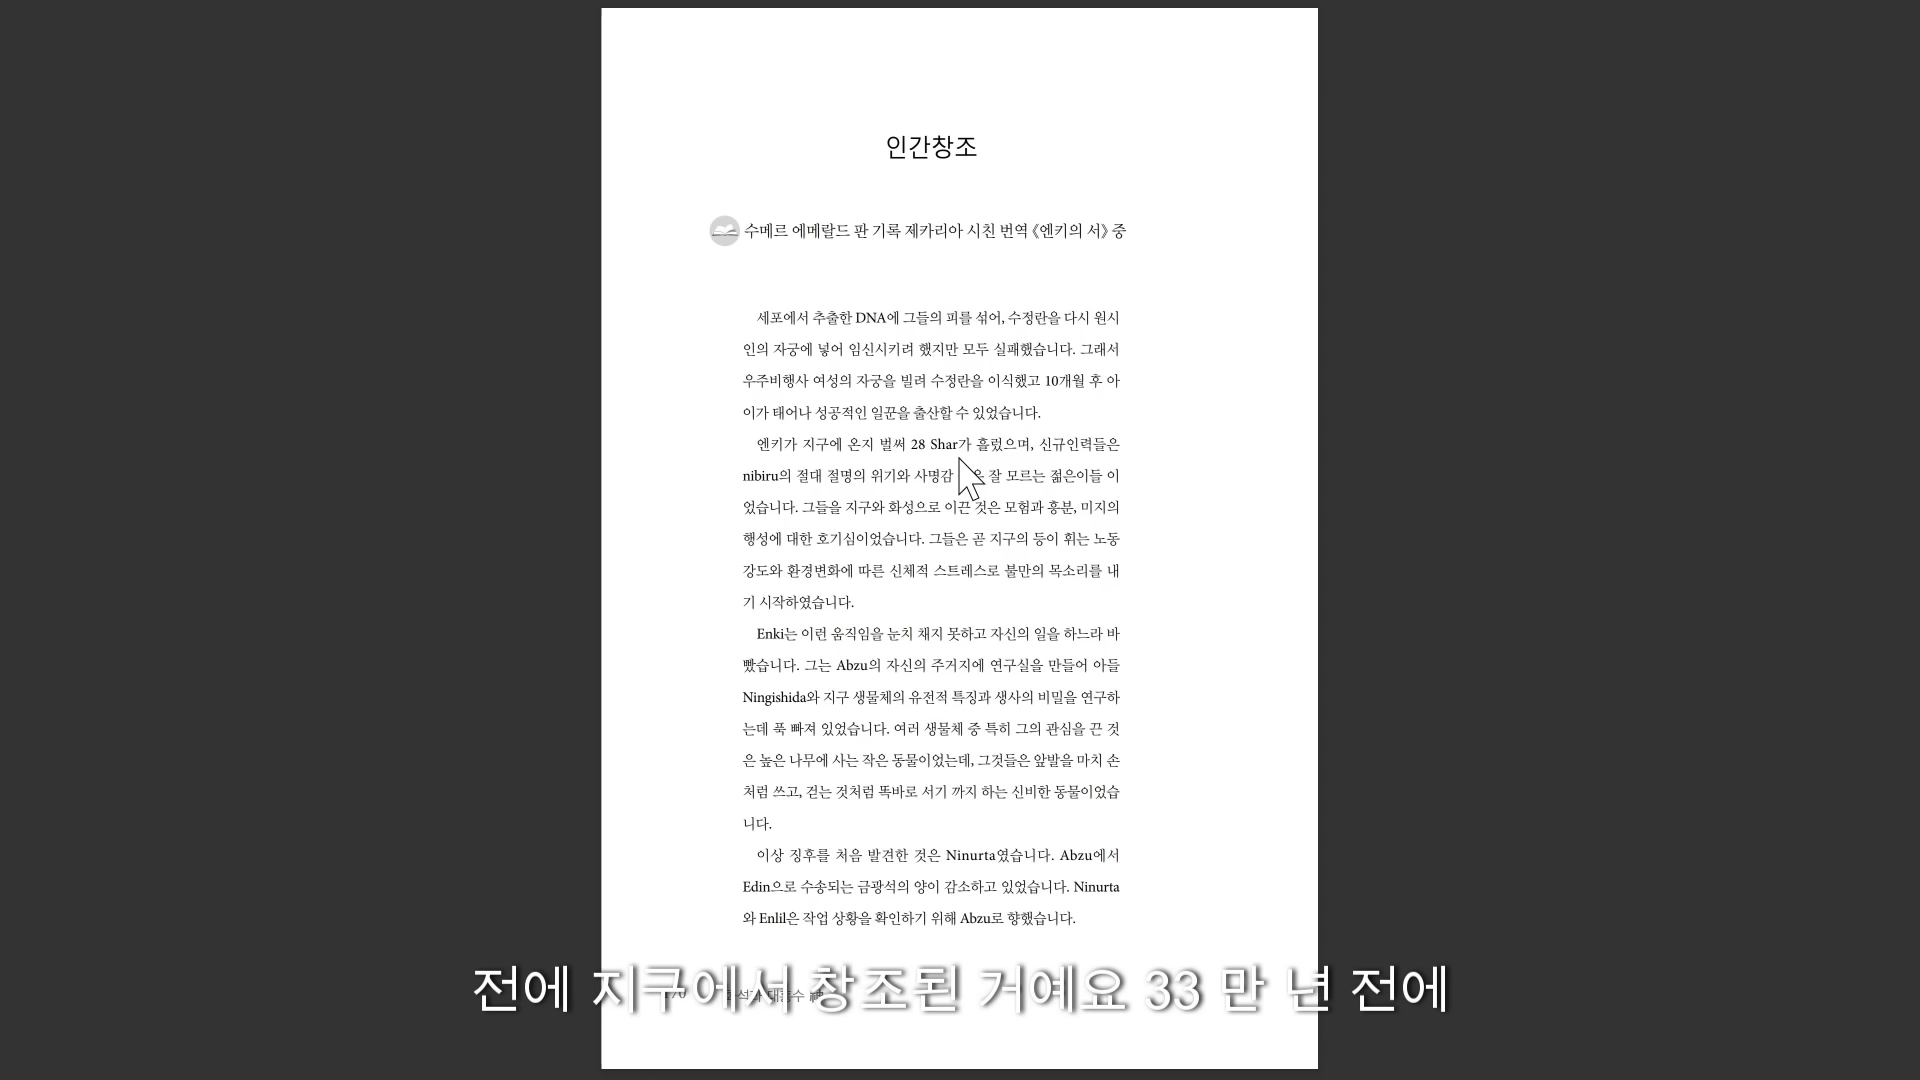 인간창조
수메르 에메랄드 판 기록 제카리아 시친 번역 《엔키의 서》 중
세포에서 추출한 DNA에 그들의 피를 섞어, 수정란을 다시 원시
인의 자궁에 넣어 임신시키려 했지만 모두 실패했습니다. 그래서
우주비행사 여성의 자궁을 빌려 수정란을 이식했고 10개월 후 아
이가 태어나 성공적인 일꾼을 출산할 수 있었습니다.
엔키가 지구에 온지 벌써 28 Shar가 흘렀으며, 신규인력들은
nibiru의 절대 절명의 위기와 사명감 잘 모르는 젊은이들 이
었습니다. 그들을 지구와 화성으로 이끈 것은 모험과 흥분, 미지의
행성에 대한 호기심이었습니다. 그들은 곧 지구의 등이 휘는 노동
강도와 환경변화에 따른 신체적 스트레스로 불만의 목소리를 내
기 시작하였습니다.
Enki는 이런 움직임을 눈치 채지 못하고 자신의 일을 하느라 바
빴습니다. 그는 Abzu의 자신의 주거지에 연구실을 만들어 아들
Ningishida와 지구 생물체의 유전적 특징과 생사의 비밀을 연구하
는데 푹 빠져 있었습니다. 여러 생물체 중 특히 그의 관심을 끈 것
은 높은 나무에 사는 작은 동물이었는데, 그것들은 앞발을 마치 손
처럼 쓰고, 걷는 것처럼 똑바로 서기 까지 하는 신비한 동물이었습
니다.
이상 징후를 처음 발견한 것은 Ninurta였습니다. Abzu에서
Edin으로 수송되는 금광석의 양이 감소하고 있었습니다. Ninurta
와 Enlil은 작업 상황을 확인하기 위해 Abzu로 향했습니다.
전에 지구에서 창조된 거예요 33 만 년 전에